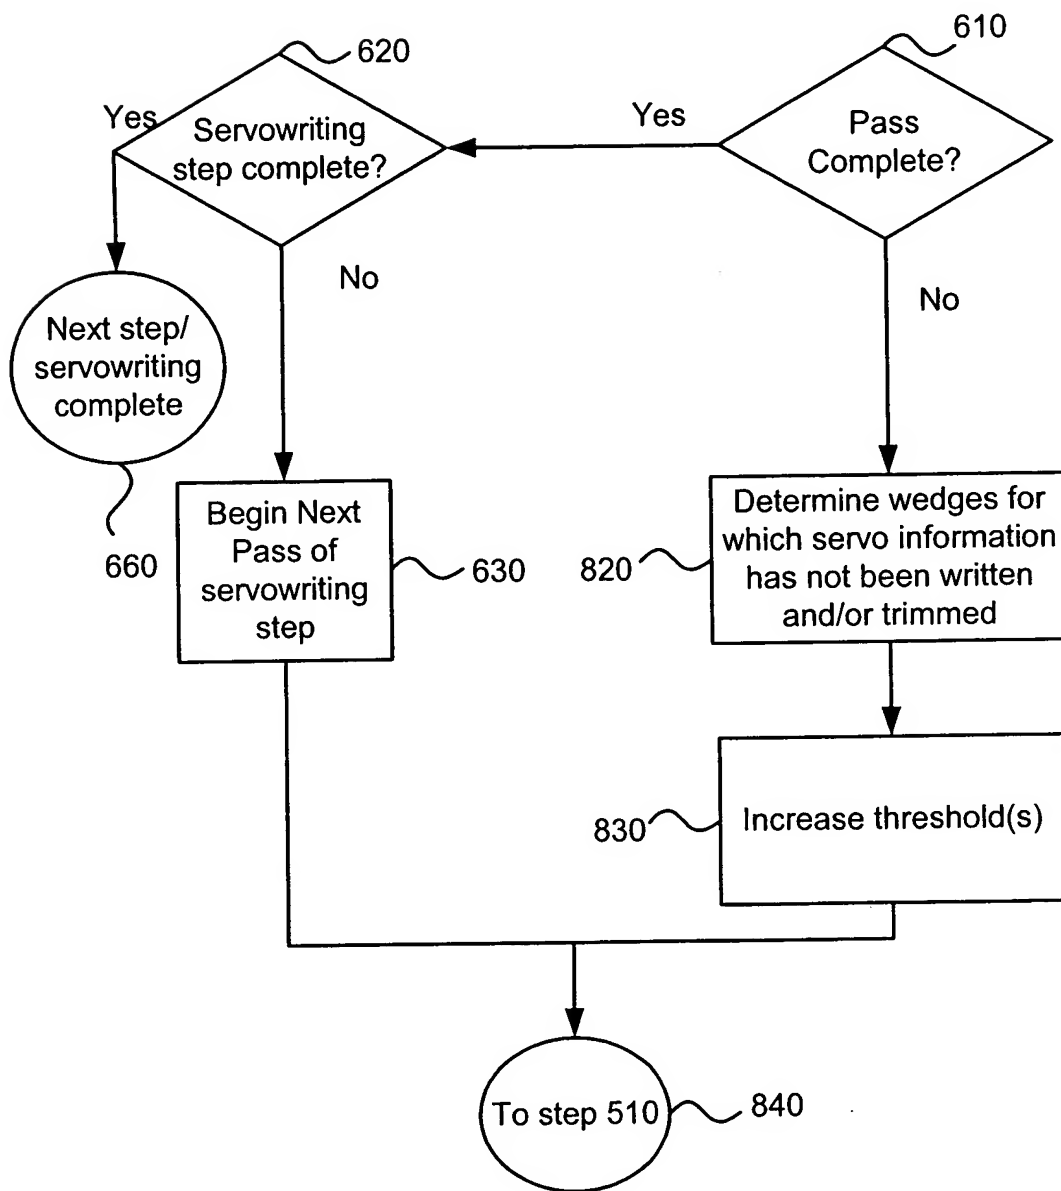 620
610
Yes
Servowriting
step complete?
Yes
Pass
Complete?
No
No
Next step/
servowriting
complete
660
Begin Next
Pass of
servowriting
step
630
820
Determine wedges for
which servo information
has not been written
and/or trimmed
830
Increase threshold(s)
To step 510
840